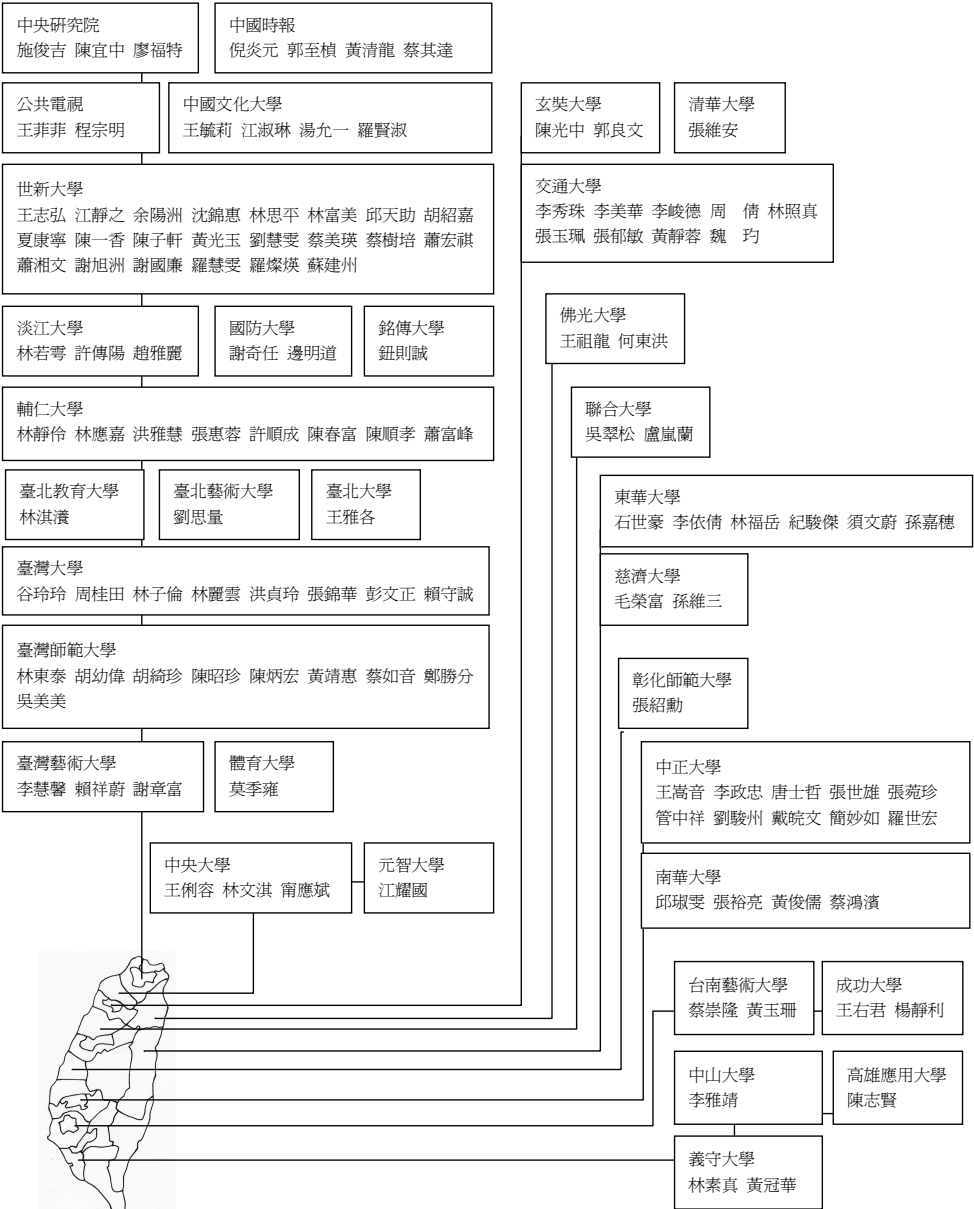 中央研究院
施俊吉 陳宜中 廖福特
中國時報
倪炎元 郭至楨 黃清龍 蔡其達
公共電視
王菲菲 程宗明
中國文化大學
王毓莉 江淑琳 湯允一 羅賢淑
世新大學
王志弘 江靜之 余陽洲 沈錦惠 林思平 林富美 邱天助 胡紹嘉
夏康寧 陳一香 陳子軒 黃光玉 劉慧雯 蔡美瑛 蔡樹培 蕭宏祺
蕭湘文 謝旭洲 謝國廉 羅慧雯 羅燦煐 蘇建州
淡江大學
林若雩 許傳陽 趙雅麗
國防大學
謝奇任 邊明道
銘傳大學
鈕則誠
輔仁大學
林靜伶 林應嘉 洪雅慧 張惠蓉 許順成 陳春富 陳順孝 蕭富峰
臺北教育大學
林淇瀁
臺北藝術大學
劉思量
臺北大學
王雅各
臺灣大學
谷玲玲 周桂田 林子倫 林麗雲 洪貞玲 張錦華 彭文正 賴守誠
臺灣師範大學
林東泰 胡幼偉 胡綺珍 陳昭珍 陳炳宏 黃靖惠 蔡如音 鄭勝分
吳美美
臺灣藝術大學
李慧馨 賴祥蔚 謝章富
體育大學
莫季雍
中央大學
王俐容 林文淇 甯應斌
元智大學
江耀國
玄奘大學
陳光中 郭良文
清華大學
張維安
交通大學
李秀珠 李美華 李峻德 周 倩 林照真
張玉珮 張郁敏 黃靜蓉 魏 玓
佛光大學
王祖龍 何東洪
聯合大學
吳翠松 盧嵐蘭
東華大學
石世豪 李依倩 林福岳 紀駿傑 須文蔚 孫嘉穗
慈濟大學
毛榮富 孫維三
彰化師範大學
張紹勳
中正大學
王嵩音 李政忠 唐士哲 張世雄 張菀珍
管中祥 劉駿州 戴皖文 簡妙如 羅世宏
南華大學
邱琡雯 張裕亮 黃俊儒 蔡鴻濱
台南藝術大學
蔡崇隆 黃玉珊
成功大學
王右君 楊靜利
中山大學
李雅靖
高雄應用大學
陳志賢
義守大學
林素真 黃冠華